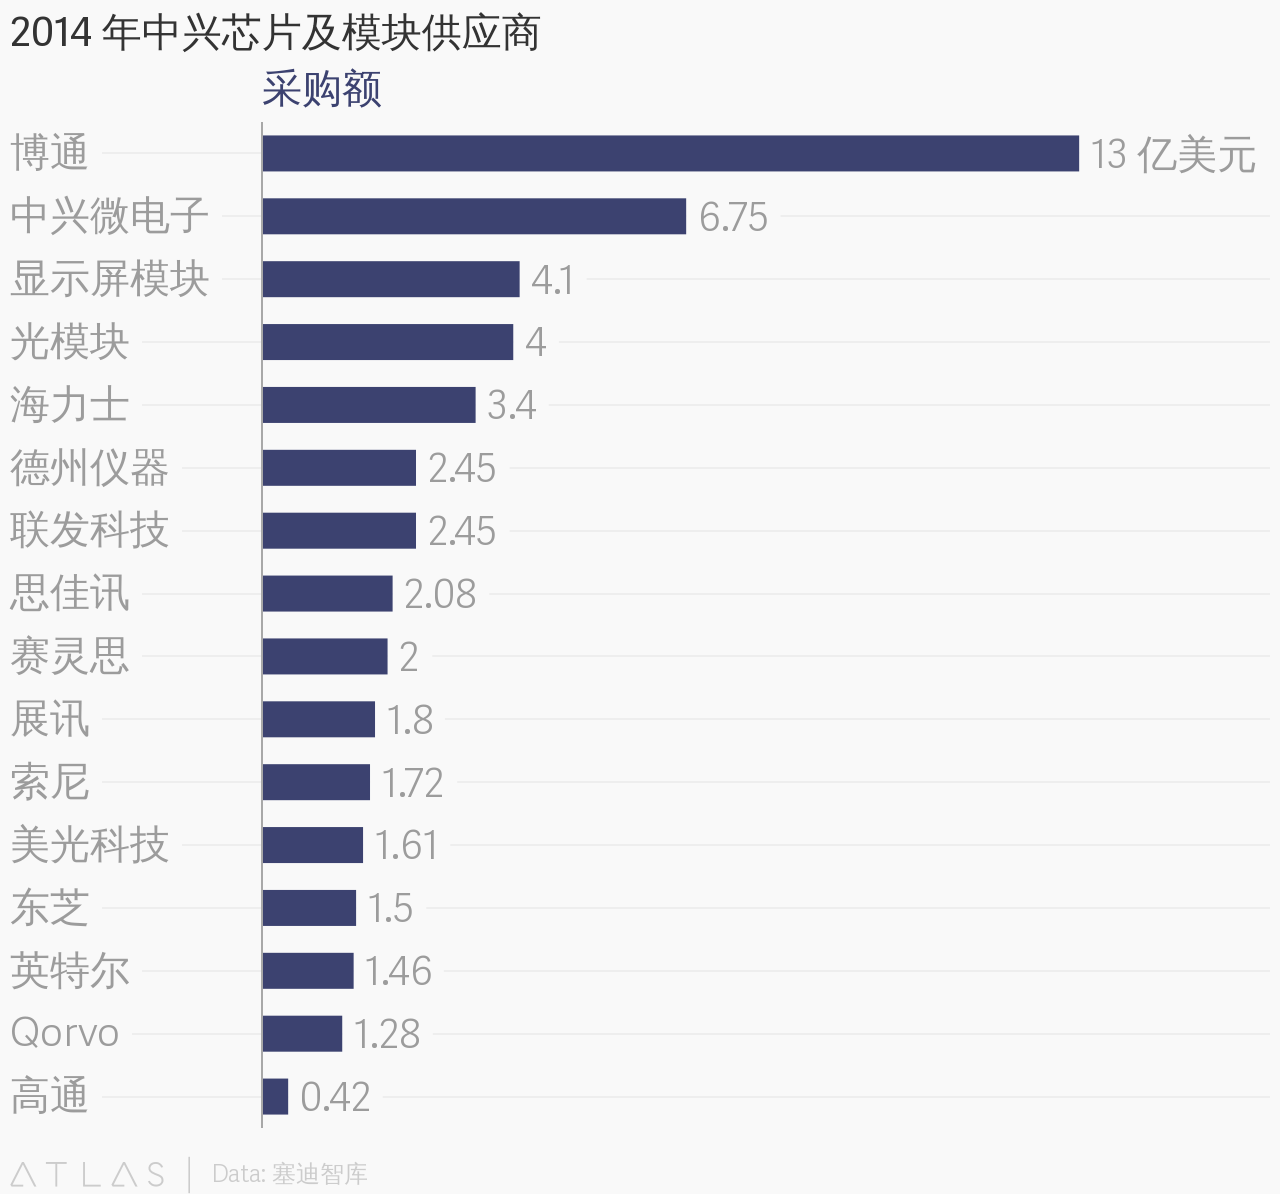 2014 年中兴芯片及模块供应商
采购额
博通 13 亿美元
中兴微电子 6.75
显示屏模块 4.1
光模块 4
海力士 3.4
德州仪器 2.45
联发科技 2.45
思佳讯 2.08
赛灵思 2
展讯 1.8
索尼 1.72
美光科技 1.61
东芝 1.5
英特尔 1.46
Qorvo 1.28
高通 0.42
ATLAS Data: 塞迪智库